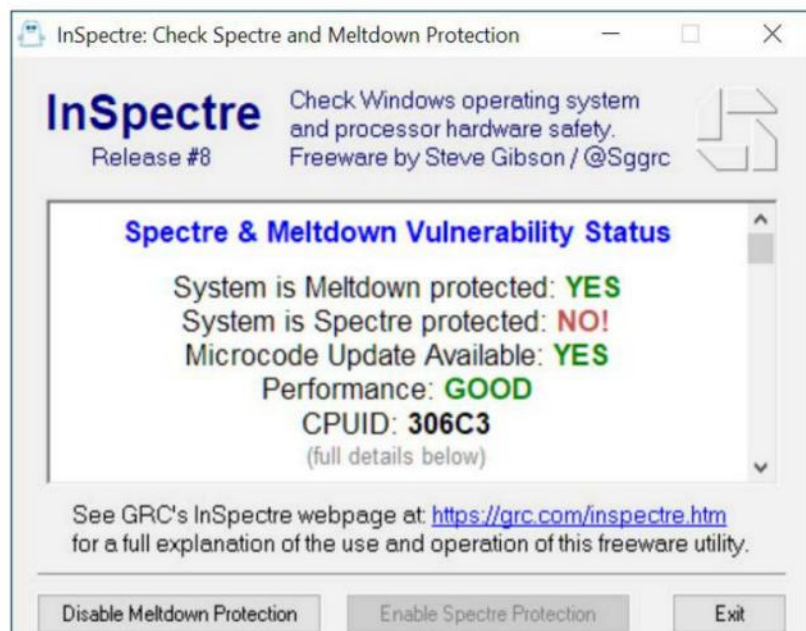 InSpectre: Check Spectre and Meltdown Protection
InSpectre
Release #8
Check Windows operating system
and processor hardware safety.
Freeware by Steve Gibson / @Sggrc
Spectre & Meltdown Vulnerability Status
System is Meltdown protected: YES
System is Spectre protected: NO!
Microcode Update Available: YES
Performance: GOOD
CPUID: 306C3
(full details below)
See GRC's InSpectre webpage at: https://grc.com/inspectre.htm
for a full explanation of the use and operation of this freeware utility.
Disable Meltdown Protection
Enable Spectre Protection
Exit